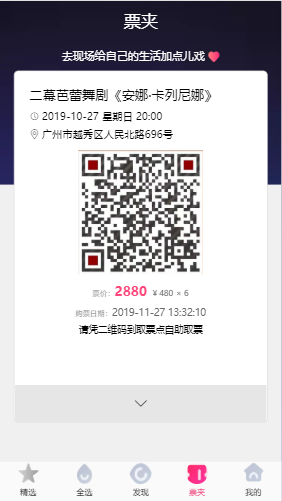 票夹
去现场给自己的生活加点儿戏
二幕芭蕾舞剧《安娜·卡列尼娜》
2019-10-27 星期日 20:00
广州市越秀区人民北路696号
票价：2880 ￥480 × 6
购票日期：2019-11-27 13:32:10
请凭二维码到取票点自助取票
精选 全选 发现 票夹 我的